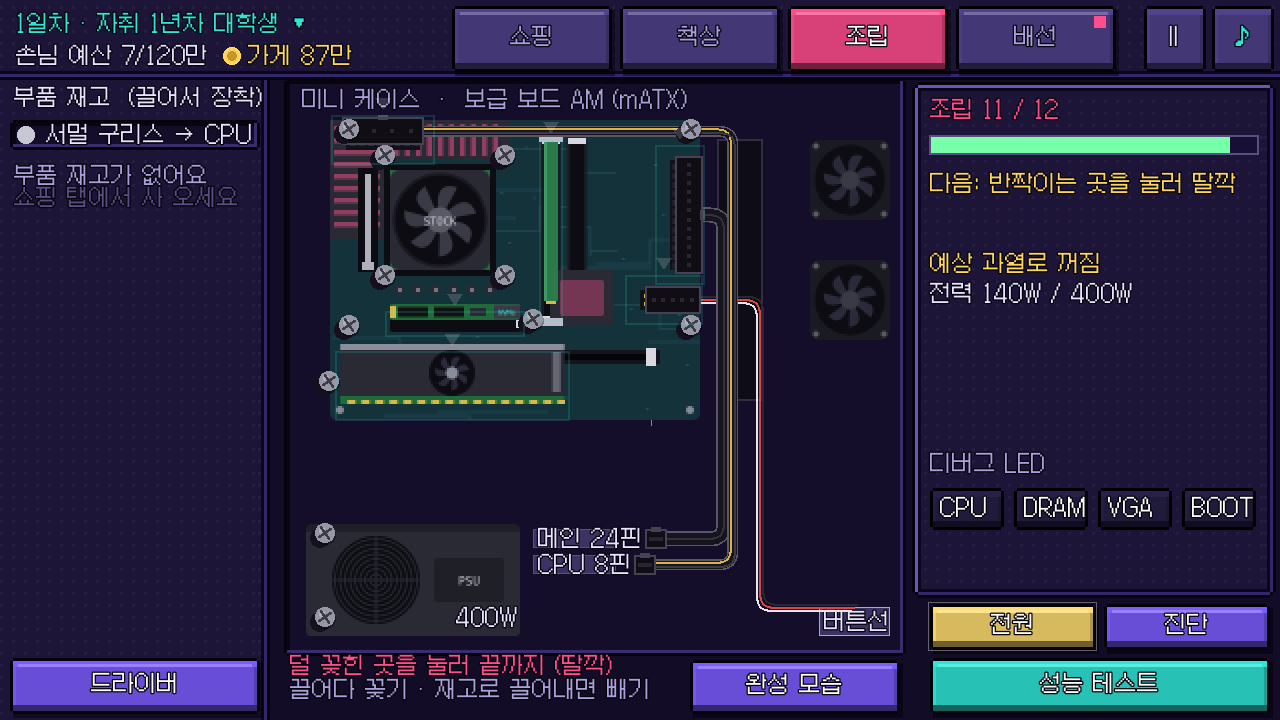 1일차 · 자취 1년차 대학생 ▼
손님 예산 7/120만 가게 87만
쇼핑
책상
조립
배선
부품 재고 (끌어서 장착)
서멀 구리스 → CPU
부품 재고가 없어요
쇼핑 탭에서 사 오세요
드라이버
미니 케이스 · 보급 보드 AM (mATX)
STOCK
PSU
400W
메인 24핀
CPU 8핀
버튼선
덜 꽂힌 곳을 눌러 끝까지 (딸깍)
끌어다 꽂기 · 재고로 끌어내면 빼기
완성 모습
조립 11 / 12
다음: 반짝이는 곳을 눌러 딸깍
예상 과열로 꺼짐
전력 140W / 400W
디버그 LED
CPU
DRAM
VGA
BOOT
전원
진단
성능 테스트